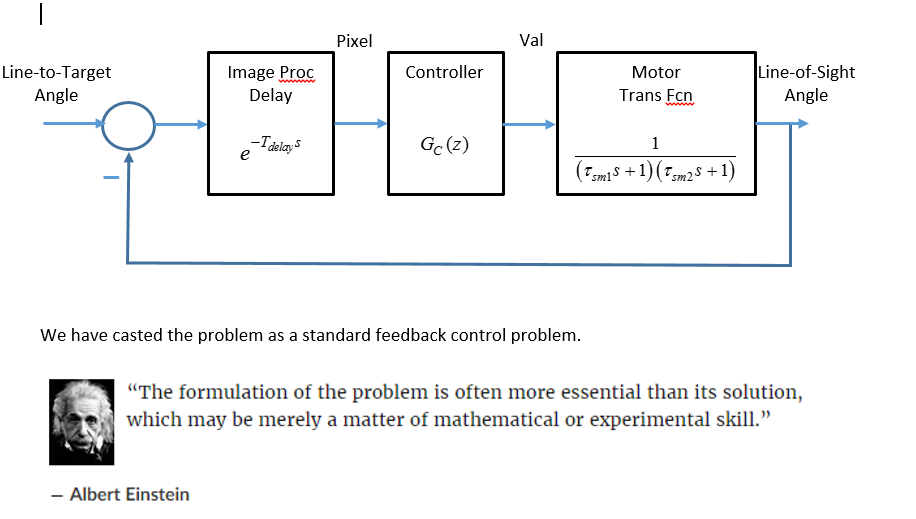 Pixel
Val
Line-to-Target
Angle
Image Proc
Delay
e^{-T_{delay}s}
Controller
G_C(z)
Motor
Trans Fcn
\frac{1}{(τ_{sm1}s+1)(τ_{sm2}s+1)}
Line-of-Sight
Angle
−
We have casted the problem as a standard feedback control problem.
“The formulation of the problem is often more essential than its solution,
which may be merely a matter of mathematical or experimental skill.”
— Albert Einstein